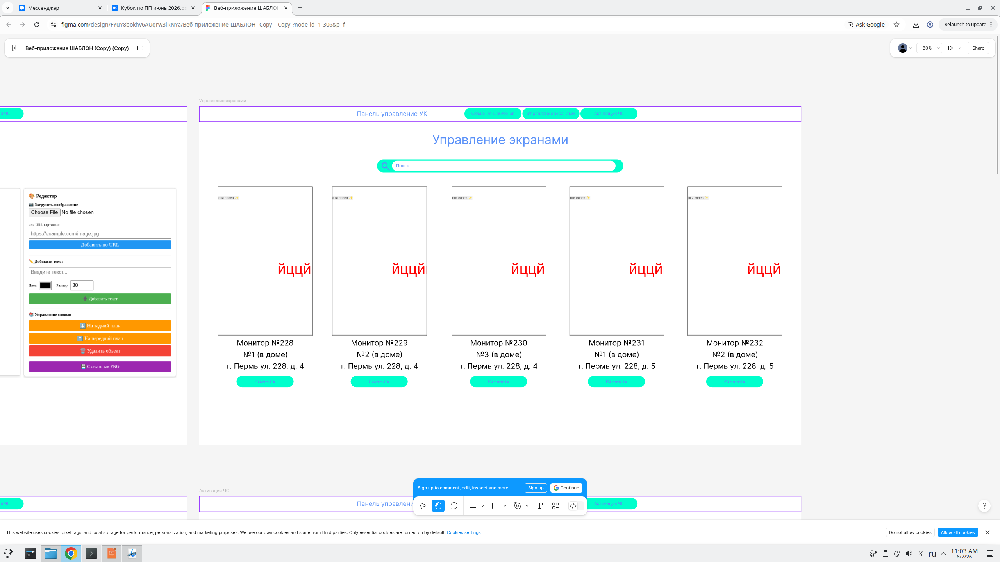 Мессенджер
Кубок по ПП июнь 2026.p
Веб-приложение ШАБЛОН
figma.com/design/FYuY8bokhv6AUqrw3lRNYa/Веб-приложение-ШАБЛОН--Copy---Copy-?node-id=1-306&p=f
Ask Google
Relaunch to update
Веб-приложение ШАБЛОН (Copy) (Copy)
80%
Share
Управление экранами
я ЧС
Панель управление УК
Создание шаблонов
Управление экранами
Активация ЧС
Управление экранами
Поиск...
🎨 Редактор
📷 Загрузить изображение
Choose File No file chosen
или URL картинки:
https://example.com/image.jpg
Добавить по URL
✏️ Добавить текст
Введите текст...
Цвет:
Размер: 30
➕ Добавить текст
📚 Управление слоями
⬇️ На задний план
⬆️ На передний план
🗑️ Удалить объект
💾 Скачать как PNG
пки слоёв ✨
пки слоёв ✨
пки слоёв ✨
пки слоёв ✨
пки слоёв ✨
йццй
йццй
йццй
йццй
йццй
Монитор №228
№1 (в доме)
г. Пермь ул. 228, д. 4
Изменить
Монитор №229
№2 (в доме)
г. Пермь ул. 228, д. 4
Изменить
Монитор №230
№3 (в доме)
г. Пермь ул. 228, д. 4
Изменить
Монитор №231
№1 (в доме)
г. Пермь ул. 228, д. 5
Изменить
Монитор №232
№2 (в доме)
г. Пермь ул. 228, д. 5
Изменить
Активация ЧС
я ЧС
Панель управлени
Активация ЧС
Sign up to comment, edit, inspect and more.
Sign up
Continue
?
This website uses cookies, pixel tags, and local storage for performance, personalization, and marketing purposes. We use our own cookies and some from third parties. Only essential cookies are turned on by default. Cookies settings
Do not allow cookies
Allow all cookies
ru
11:03 AM
6/7/26